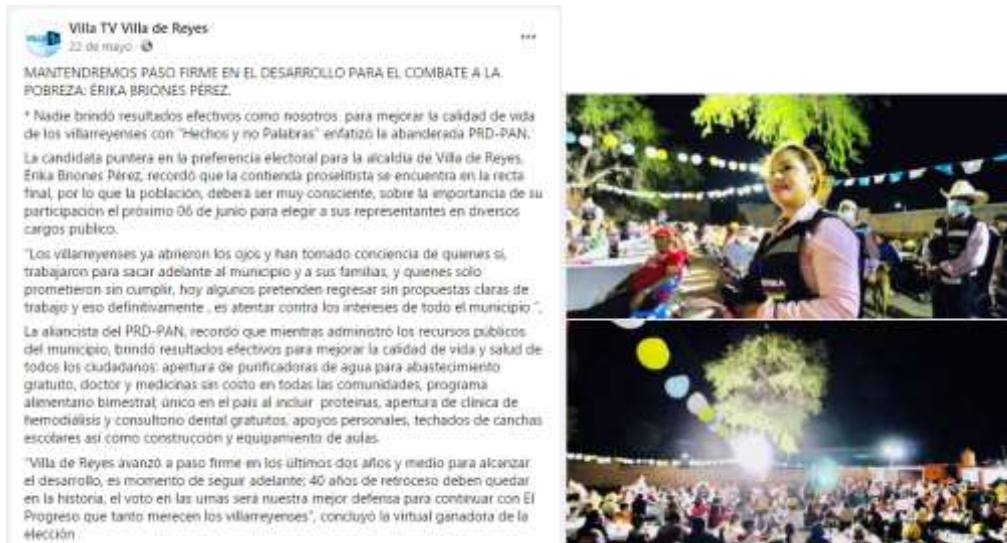 Villa TV Villa de Reyes
22 de mayo
MANTENDREMOS PASO FIRME EN EL DESARROLLO PARA EL COMBATE A LA
POBREZA: ÉRIKA BRIONES PÉREZ.
* Nadie brindó resultados efectivos como nosotros, para mejorar la calidad de vida
de los villarreyenses con "Hechos y no Palabras" enfatizó la abanderada PRD-PAN.
La candidata puntera en la preferencia electoral para la alcaldía de Villa de Reyes,
Érika Briones Pérez, recordó que la contienda proselitista se encuentra en la recta
final, por lo que la población, deberá ser muy consciente, sobre la importancia de su
participación el próximo 06 de junio para elegir a sus representantes en diversos
cargos publico.
"Los villarreyenses ya abrieron los ojos y han tomado conciencia de quienes sí,
trabajaron para sacar adelante al municipio y a sus familias, y quienes solo
prometieron sin cumplir, hoy algunos pretenden regresar sin propuestas claras de
trabajo y eso definitivamente , es atentar contra los intereses de todo el municipio ".
La aliancista del PRD-PAN, recordó que mientras administró los recursos públicos
del municipio, brindó resultados efectivos para mejorar la calidad de vida y salud de
todos los ciudadanos: apertura de purificadoras de agua para abastecimiento
gratuito, doctor y medicinas sin costo en todas las comunidades, programa
alimentario bimestral; único en el país al incluir proteínas, apertura de clínica de
hemodiálisis y consultorio dental gratuitos, apoyos personales, techados de canchas
escolares así como construcción y equipamiento de aulas.
"Villa de Reyes avanzó a paso firme en los últimos dos años y medio para alcanzar
el desarrollo, es momento de seguir adelante; 40 años de retroceso deben quedar
en la historia, el voto en las urnas será nuestra mejor defensa para continuar con El
Progreso que tanto merecen los villarreyenses", concluyó la virtual ganadora de la
elección